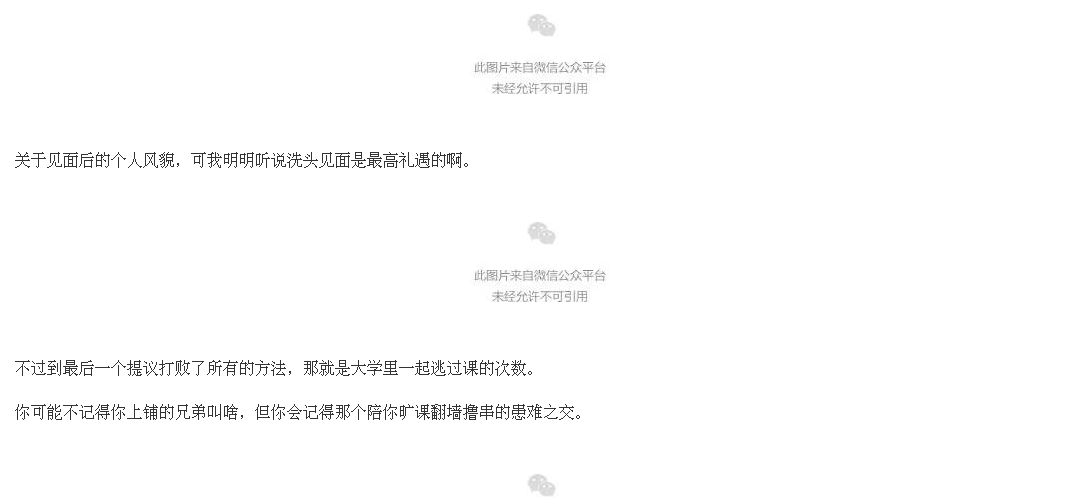 此图片来自微信公众平台
未经允许不可引用
关于见面后的个人风貌，可我明明听说洗头见面是最高礼遇的啊。
此图片来自微信公众平台
未经允许不可引用
不过到最后一个提议打败了所有的方法，那就是大学里一起逃过课的次数。
你可能不记得你上铺的兄弟叫啥，但你会记得那个陪你旷课翻墙撸串的患难之交。